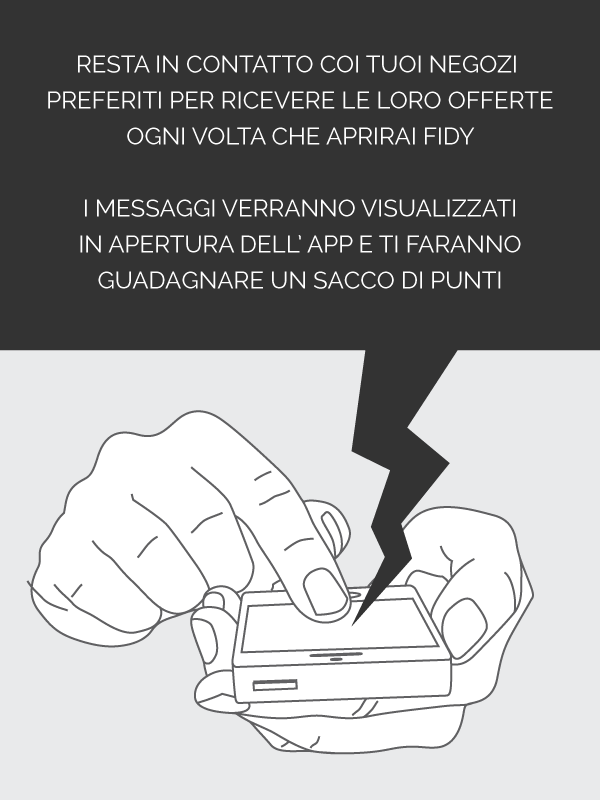 RESTA IN CONTATTO COI TUOI NEGOZI
PREFERITI PER RICEVERE LE LORO OFFERTE
OGNI VOLTA CHE APRIRAI FIDY
I MESSAGGI VERRANNO VISUALIZZATI
IN APERTURA DELL' APP E TI FARANNO
GUADAGNARE UN SACCO DI PUNTI